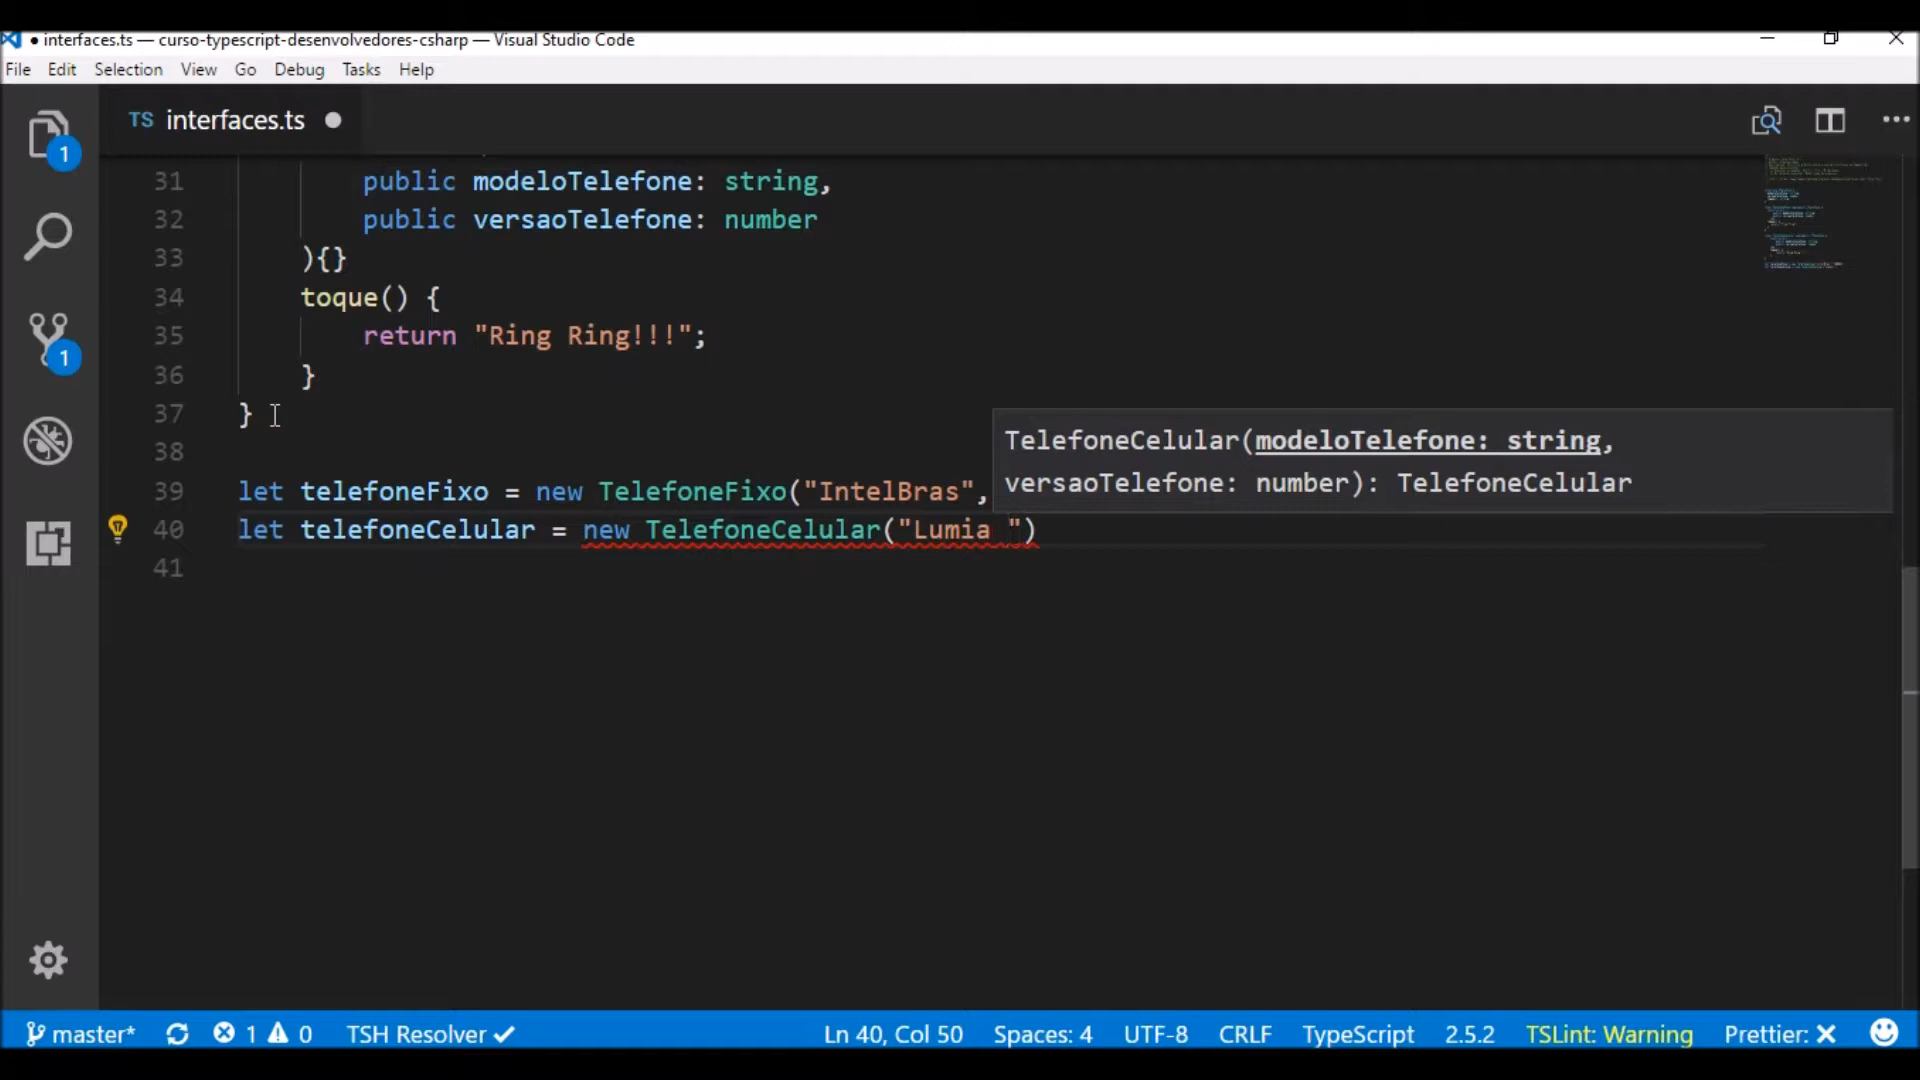 ● interfaces.ts — curso-typescript-desenvolvedores-csharp — Visual Studio Code
File Edit Selection View Go Debug Tasks Help
TS interfaces.ts ●
1
1
31 public modeloTelefone: string,
32 public versaoTelefone: number
33 ){}
34 toque() {
35 return "Ring Ring!!!";
36 }
37 }
38
TelefoneCelular(modeloTelefone: string,
versaoTelefone: number): TelefoneCelular
39 let telefoneFixo = new TelefoneFixo("IntelBras",
40 let telefoneCelular = new TelefoneCelular("Lumia ")
41
master* 1 0 TSH Resolver Ln 40, Col 50 Spaces: 4 UTF-8 CRLF TypeScript 2.5.2 TSLint: Warning Prettier: ✕